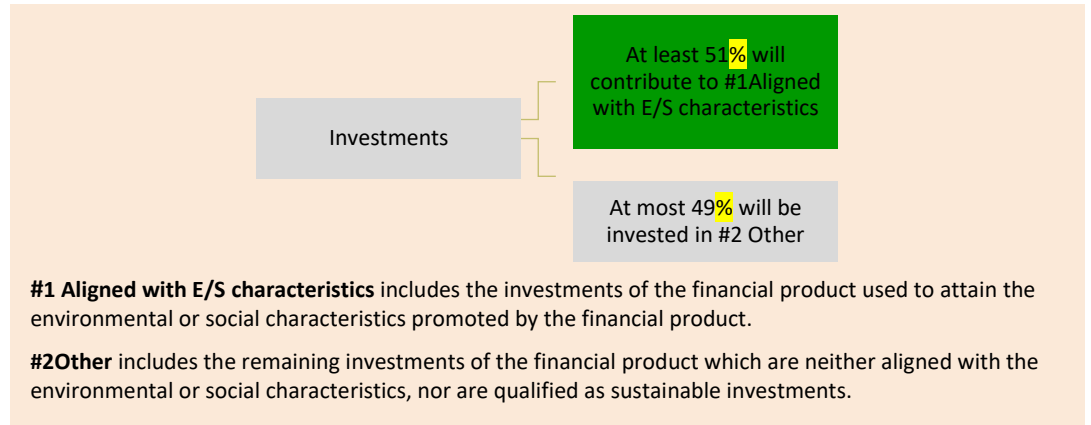 At least 51% will
contribute to #1Aligned
with E/S characteristics
Investments
At most 49% will be
invested in #2 Other
#1 Aligned with E/S characteristics includes the investments of the financial product used to attain the
environmental or social characteristics promoted by the financial product.
#2Other includes the remaining investments of the financial product which are neither aligned with the
environmental or social characteristics, nor are qualified as sustainable investments.